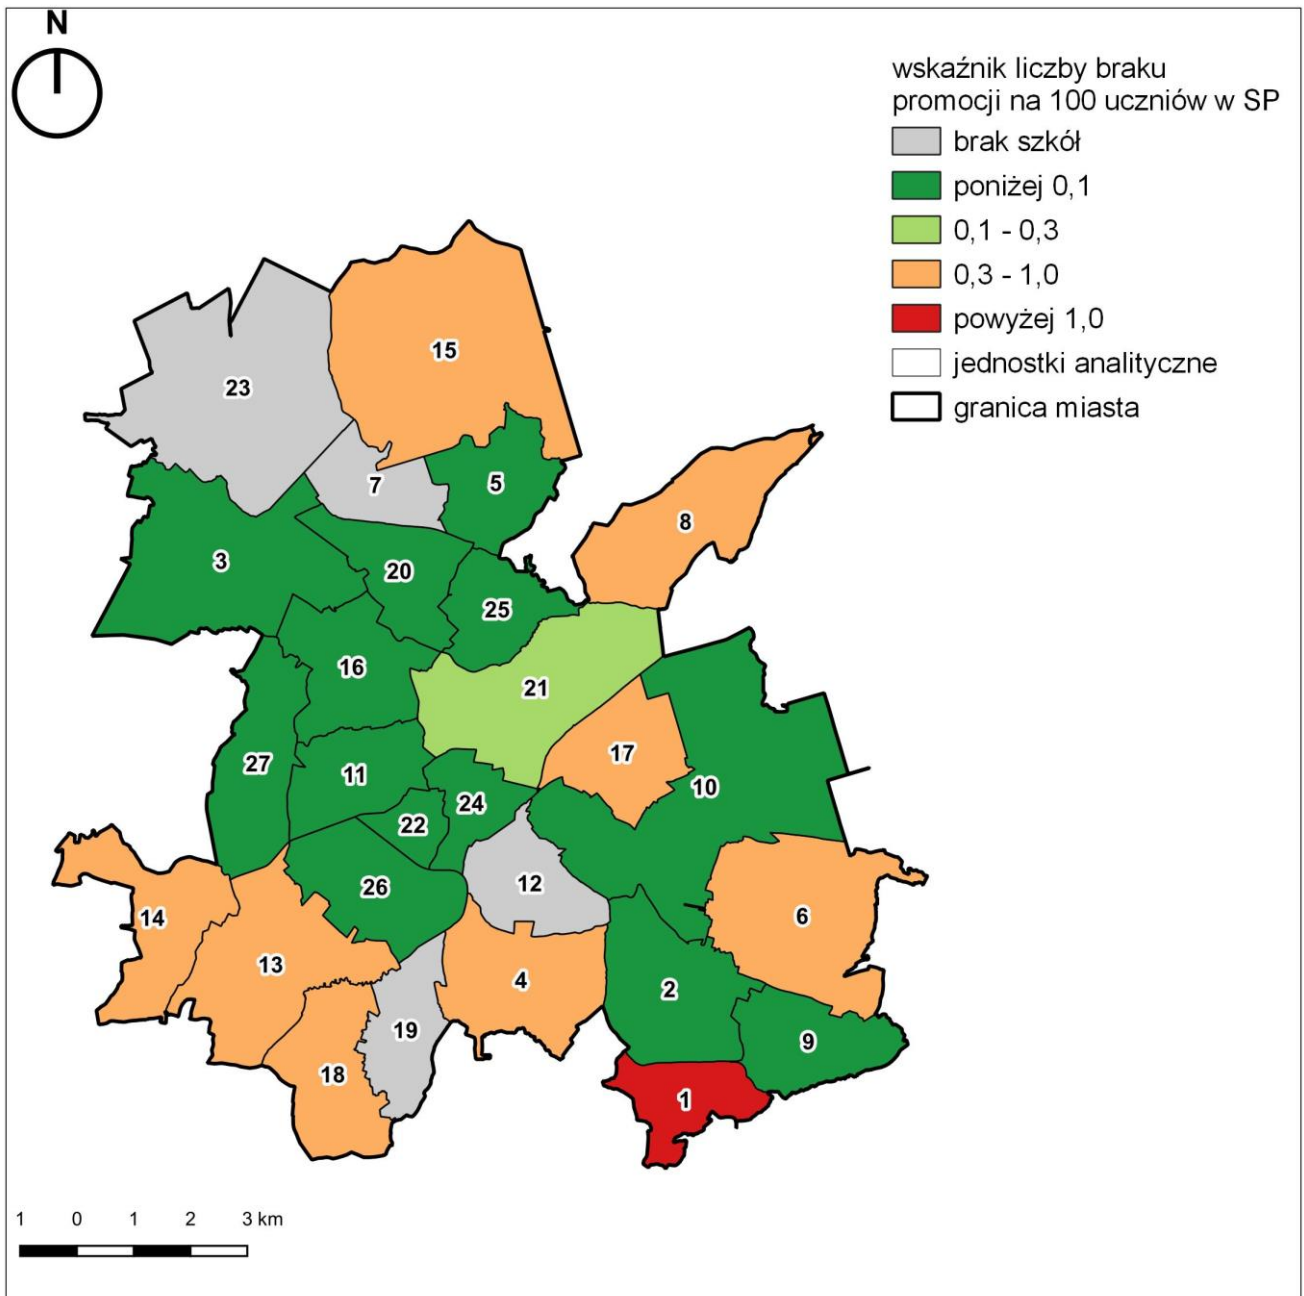 N
wskaźnik liczby braku
promocji na 100 uczniów w SP
brak szkół
poniżej 0,1
0,1 - 0,3
0,3 - 1,0
powyżej 1,0
jednostki analityczne
granica miasta
15
23
7
5
8
3
20
25
16
21
27
11
17
10
24
22
12
26
14
6
13
4
2
19
9
18
1
1 0 1 2 3 km